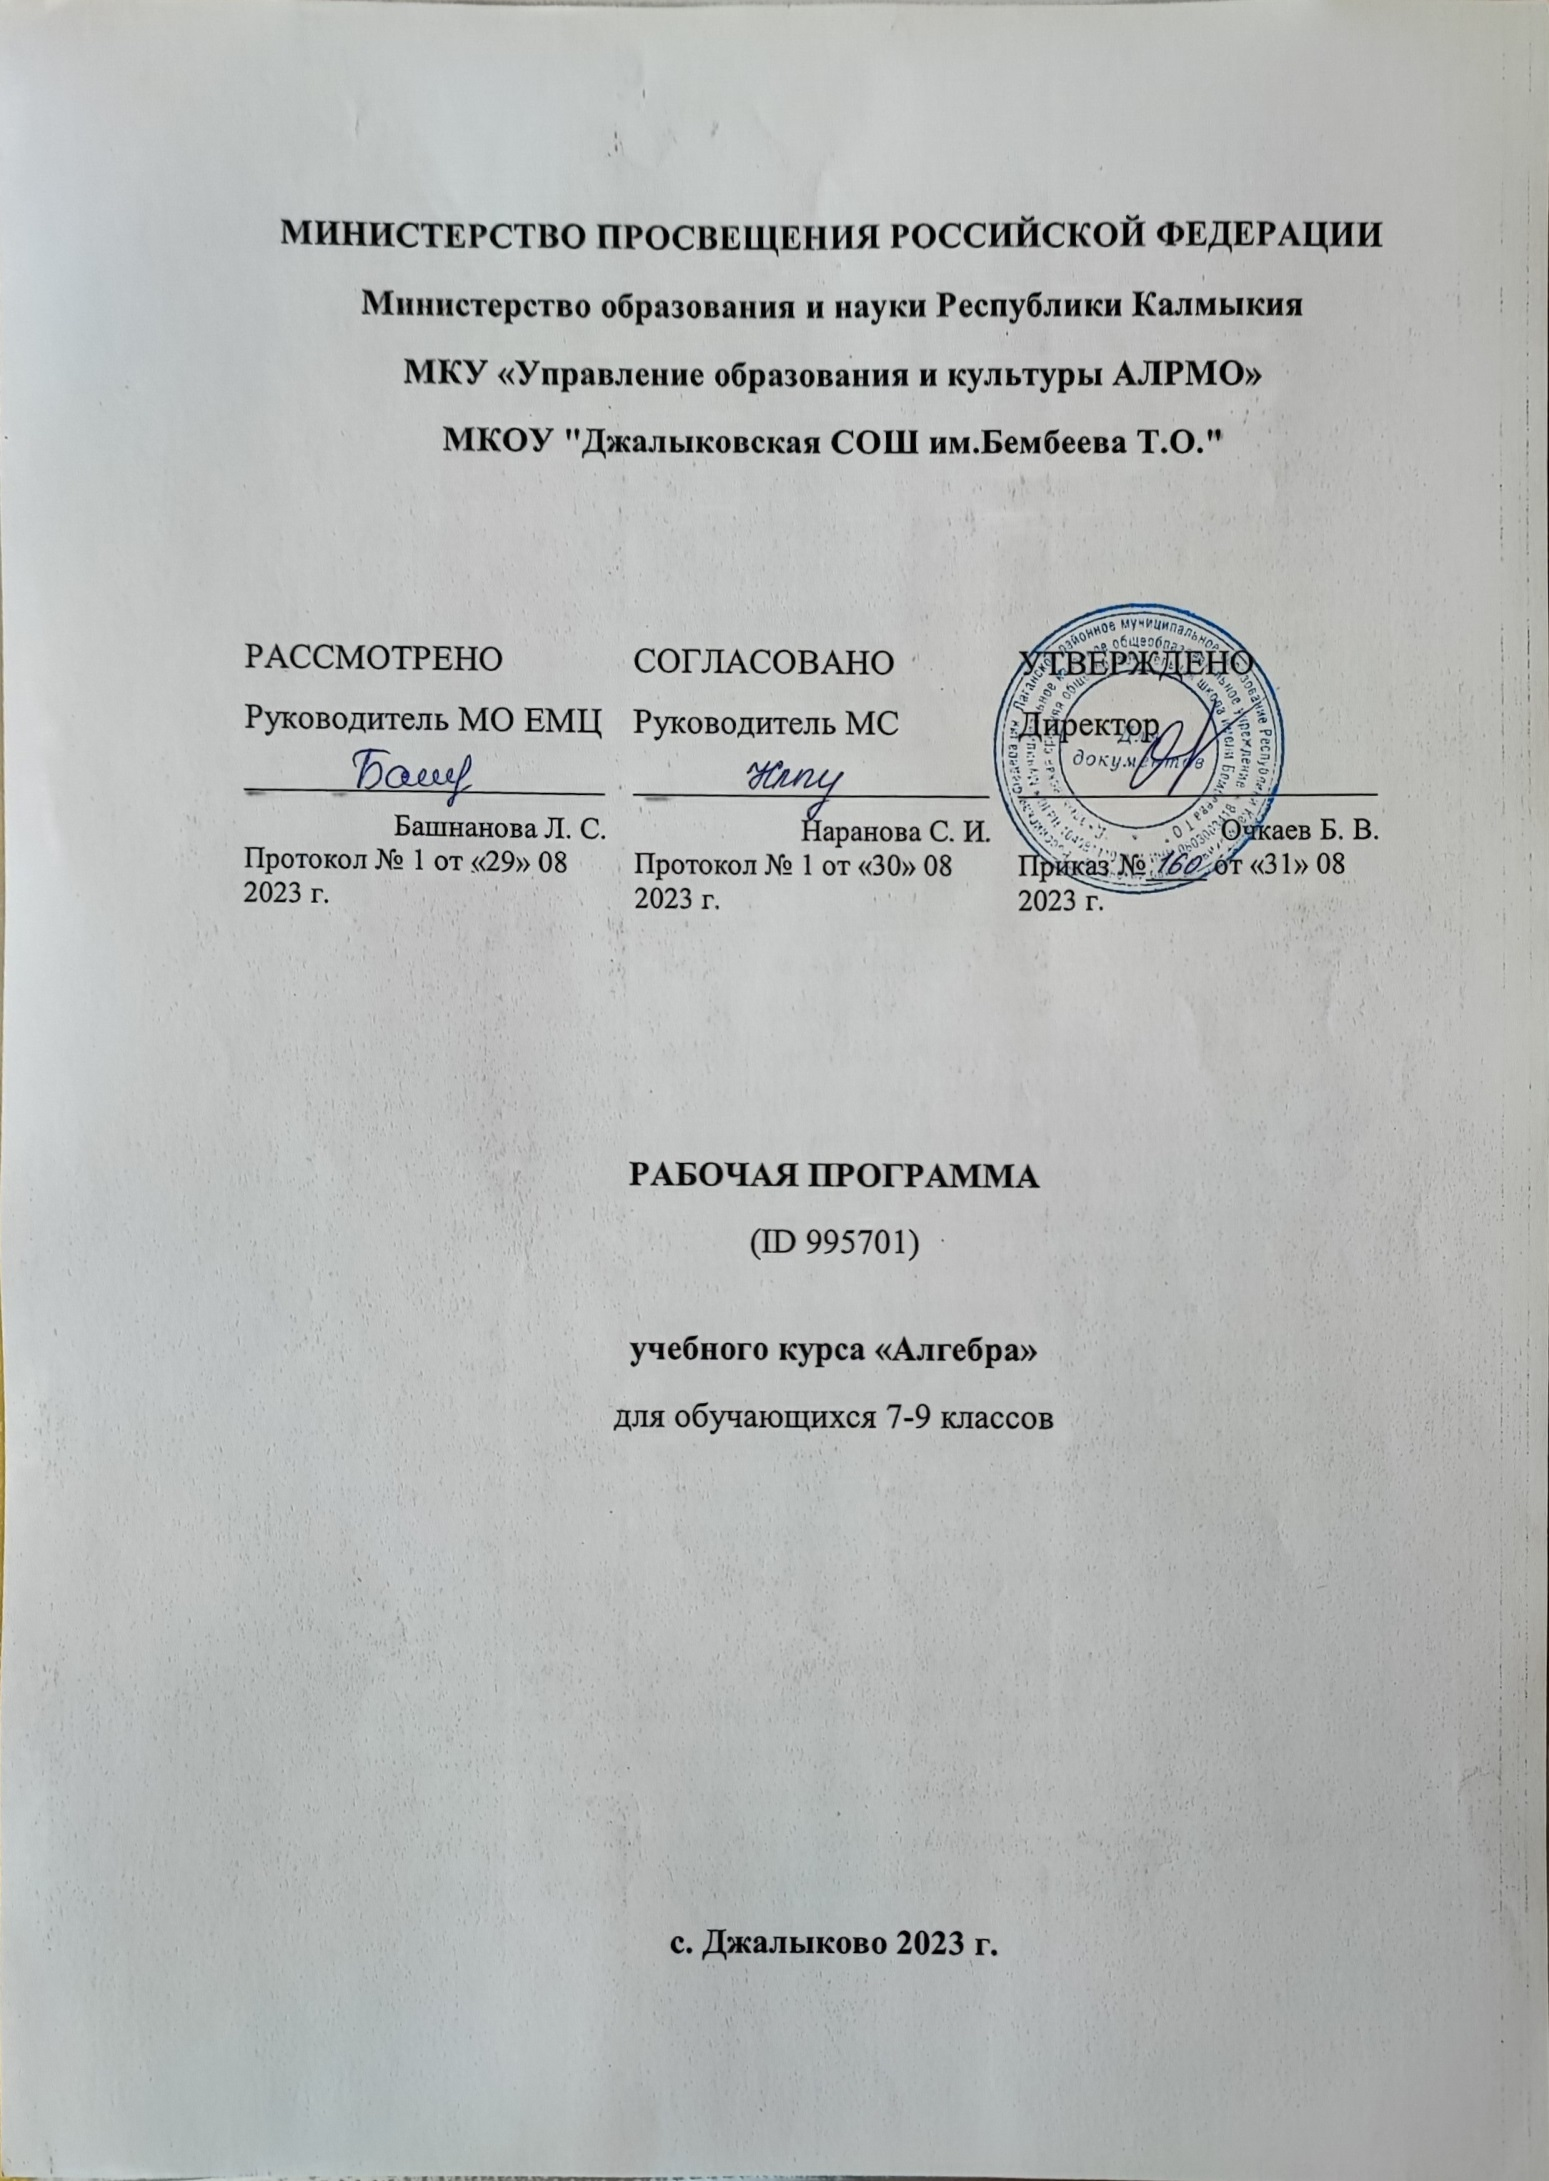 МИНИСТЕРСТВО ПРОСВЕЩЕНИЯ РОССИЙСКОЙ ФЕДЕРАЦИИ
Министерство образования и науки Республики Калмыкия
МКУ «Управление образования и культуры АЛРМО»
МКОУ "Джалыковская СОШ им.Бембеева Т.О."
РАССМОТРЕНО
Руководитель МО ЕМЦ
Башнанова Л. С.
Протокол № 1 от «29» 08
2023 г.
СОГЛАСОВАНО
Руководитель МС
Наранова С. И.
Протокол № 1 от «30» 08
2023 г.
УТВЕРЖДЕНО
Директор
Для
документов
Очкаев Б. В.
Приказ № 160 от «31» 08
2023 г.
РАБОЧАЯ ПРОГРАММА
(ID 995701)
учебного курса «Алгебра»
для обучающихся 7-9 классов
с. Джалыково 2023 г.